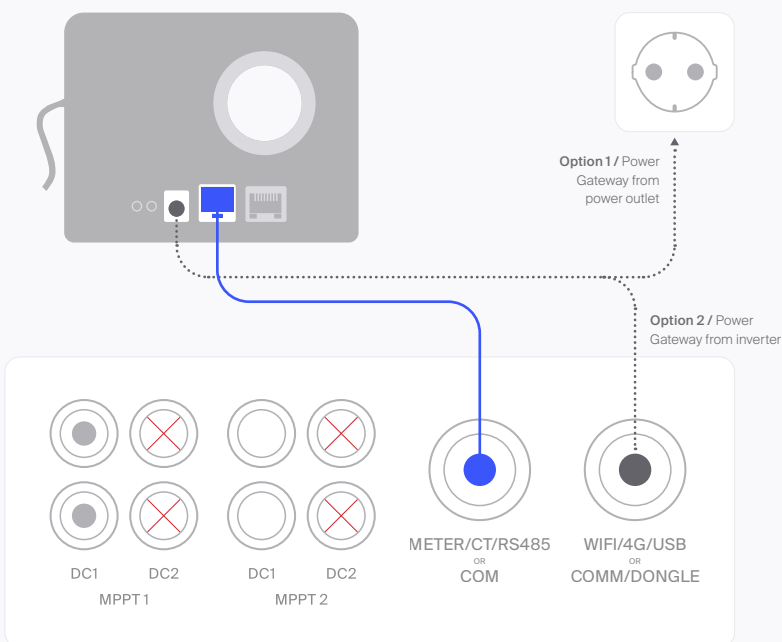 Option 1 / Power
Gateway from
power outlet
Option 2 / Power
Gateway from inverter
METER/CT/RS485
OR
COM
WIFI/4G/USB
OR
COMM/DONGLE
DC1
DC2
DC1
DC2
MPPT 1
MPPT 2